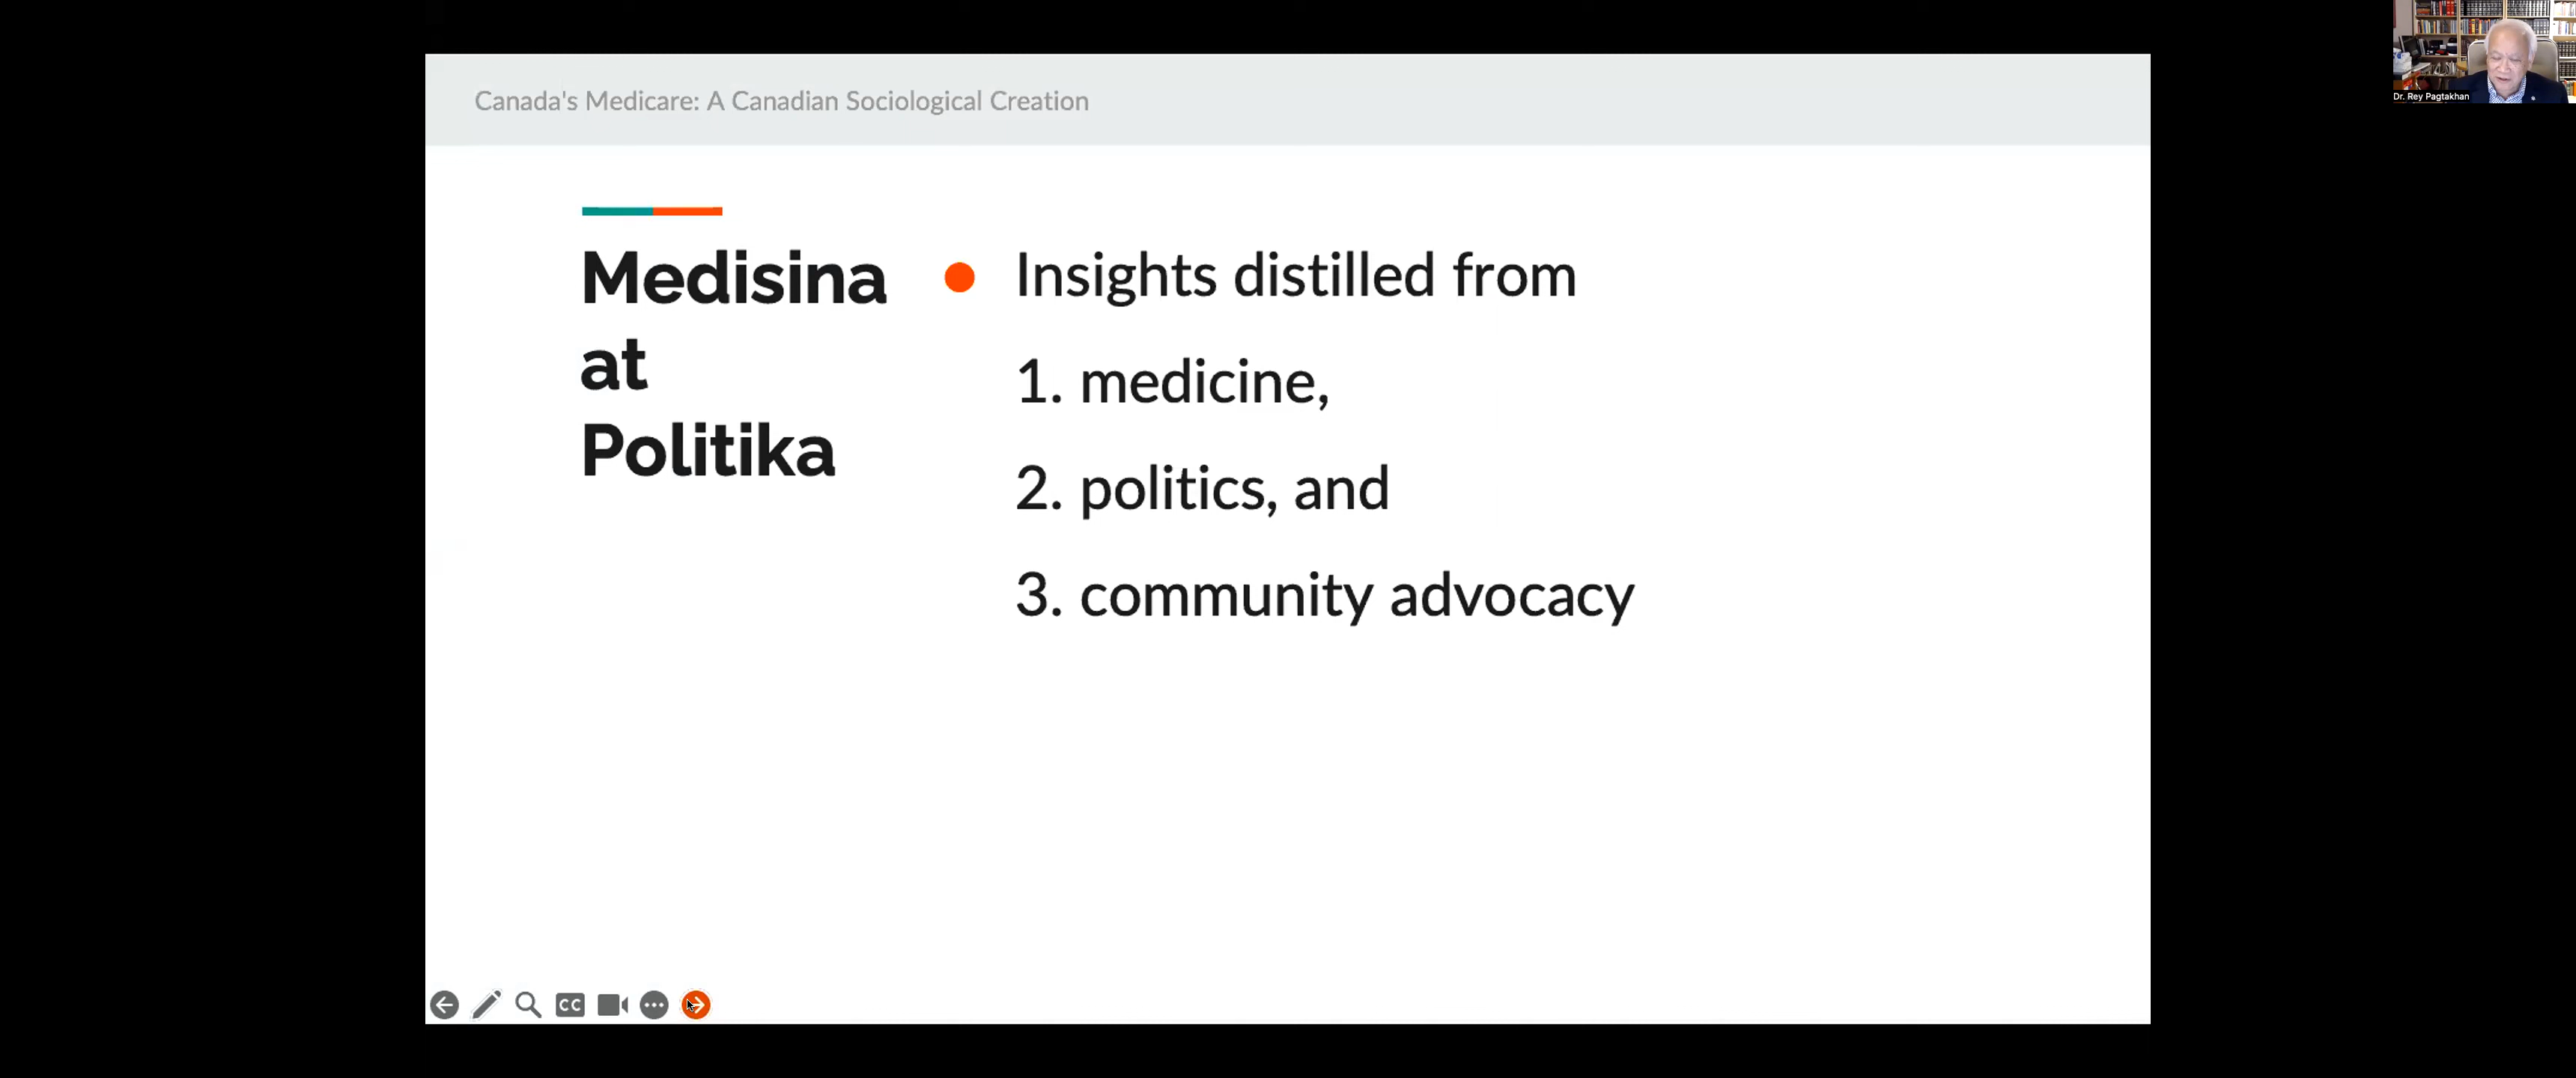 Canada's Medicare: A Canadian Sociological Creation
Medisina
at
Politika
Insights distilled from
1. medicine,
2. politics, and
3. community advocacy
CC
Dr. Rey Pagtakhan